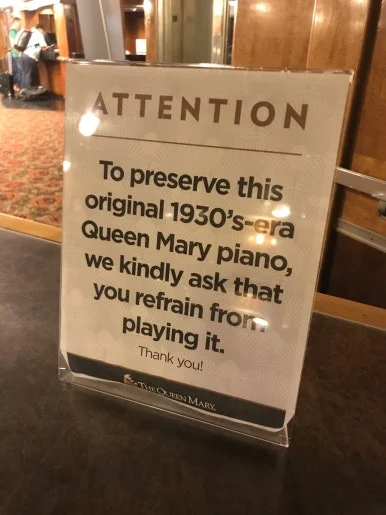 ATTENTION
To preserve this
original 1930's-era
Queen Mary piano,
we kindly ask that
you refrain from
playing it.
Thank you!
THE QUEEN MARY